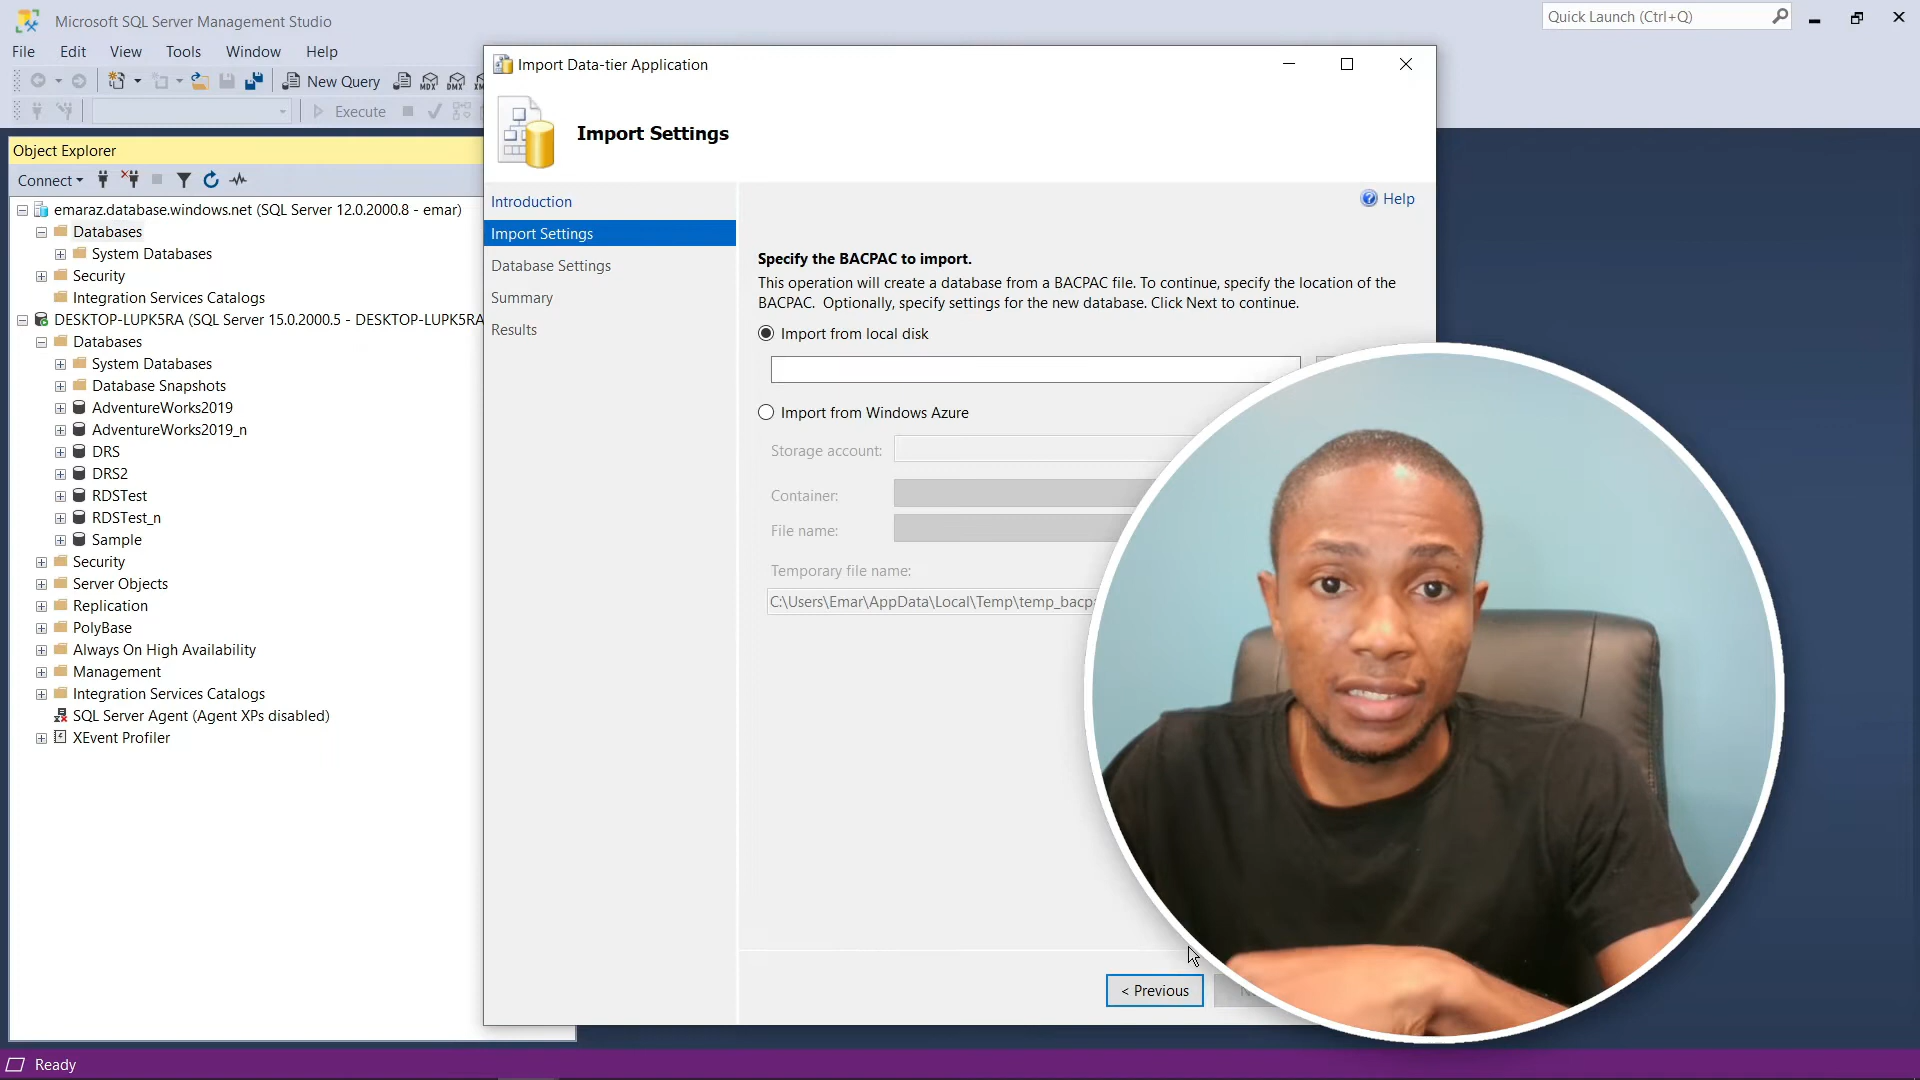 Microsoft SQL Server Management Studio
Quick Launch (Ctrl+Q)
File Edit View Tools Window Help
New Query
MDX
DMX
Execute
Object Explorer
Connect
emaraz.database.windows.net (SQL Server 12.0.2000.8 - emar)
Databases
System Databases
Security
Integration Services Catalogs
DESKTOP-LUPK5RA (SQL Server 15.0.2000.5 - DESKTOP-LUPK5RA
Databases
System Databases
Database Snapshots
AdventureWorks2019
AdventureWorks2019_n
DRS
DRS2
RDSTest
RDSTest_n
Sample
Security
Server Objects
Replication
PolyBase
Always On High Availability
Management
Integration Services Catalogs
SQL Server Agent (Agent XPs disabled)
XEvent Profiler
Import Data-tier Application
Import Settings
Introduction
Import Settings
Database Settings
Summary
Results
Help
Specify the BACPAC to import.
This operation will create a database from a BACPAC file. To continue, specify the location of the
BACPAC. Optionally, specify settings for the new database. Click Next to continue.
Import from local disk
Import from Windows Azure
Storage account:
Container:
File name:
Temporary file name:
C:\Users\Emar\AppData\Local\Temp\temp_bacp
< Previous
Ready